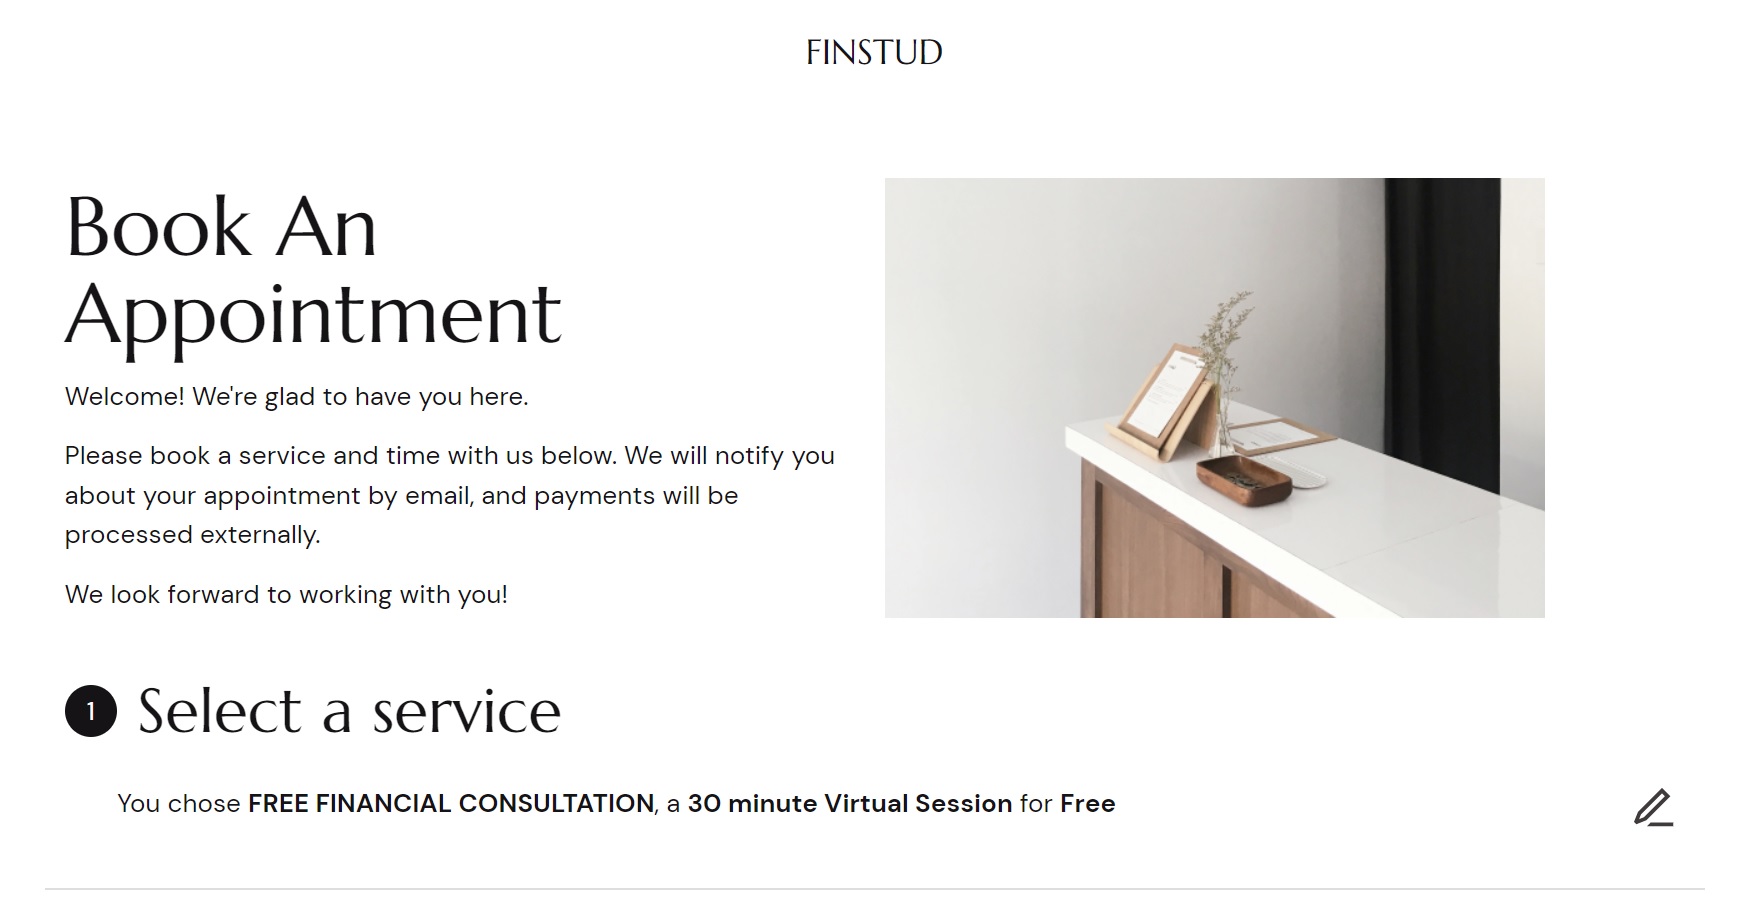 FINSTUD
Book An
Appointment
Welcome! We're glad to have you here.
Please book a service and time with us below. We will notify you
about your appointment by email, and payments will be
processed externally.
We look forward to working with you!
1 Select a service
You chose FREE FINANCIAL CONSULTATION, a 30 minute Virtual Session for Free